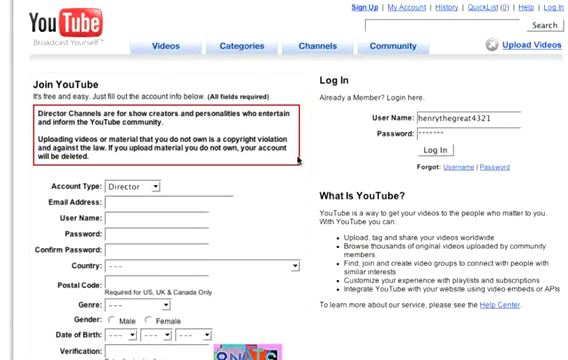 Sign Up | My Account | History | QuickList (0) | Help | Log In
YouTube
Broadcast Yourself™
Search
Videos
Categories
Channels
Community
Upload Videos
Join YouTube
It's free and easy. Just fill out the account info below. (All fields required)
Director Channels are for show creators and personalities who entertain
and inform the YouTube community.
Uploading videos or material that you do not own is a copyright violation
and against the law. If you upload material you do not own, your account
will be deleted.
Account Type: Director
Email Address:
User Name:
Password:
Confirm Password:
Country: ---
Postal Code:
Required for US, UK & Canada Only
Genre: ---
Gender: Male Female
Date of Birth: --- --- ---
Verification:
Log In
Already a Member? Login here.
User Name: henrythegreat4321
Password: *******
Log In
Forgot: Username | Password
What Is YouTube?
YouTube is a way to get your videos to the people who matter to you.
With YouTube you can:
• Upload, tag and share your videos worldwide
• Browse thousands of original videos uploaded by community
members
• Find, join and create video groups to connect with people with
similar interests
• Customize your experience with playlists and subscriptions
• Integrate YouTube with your website using video embeds or APIs
To learn more about our service, please see the Help Center.